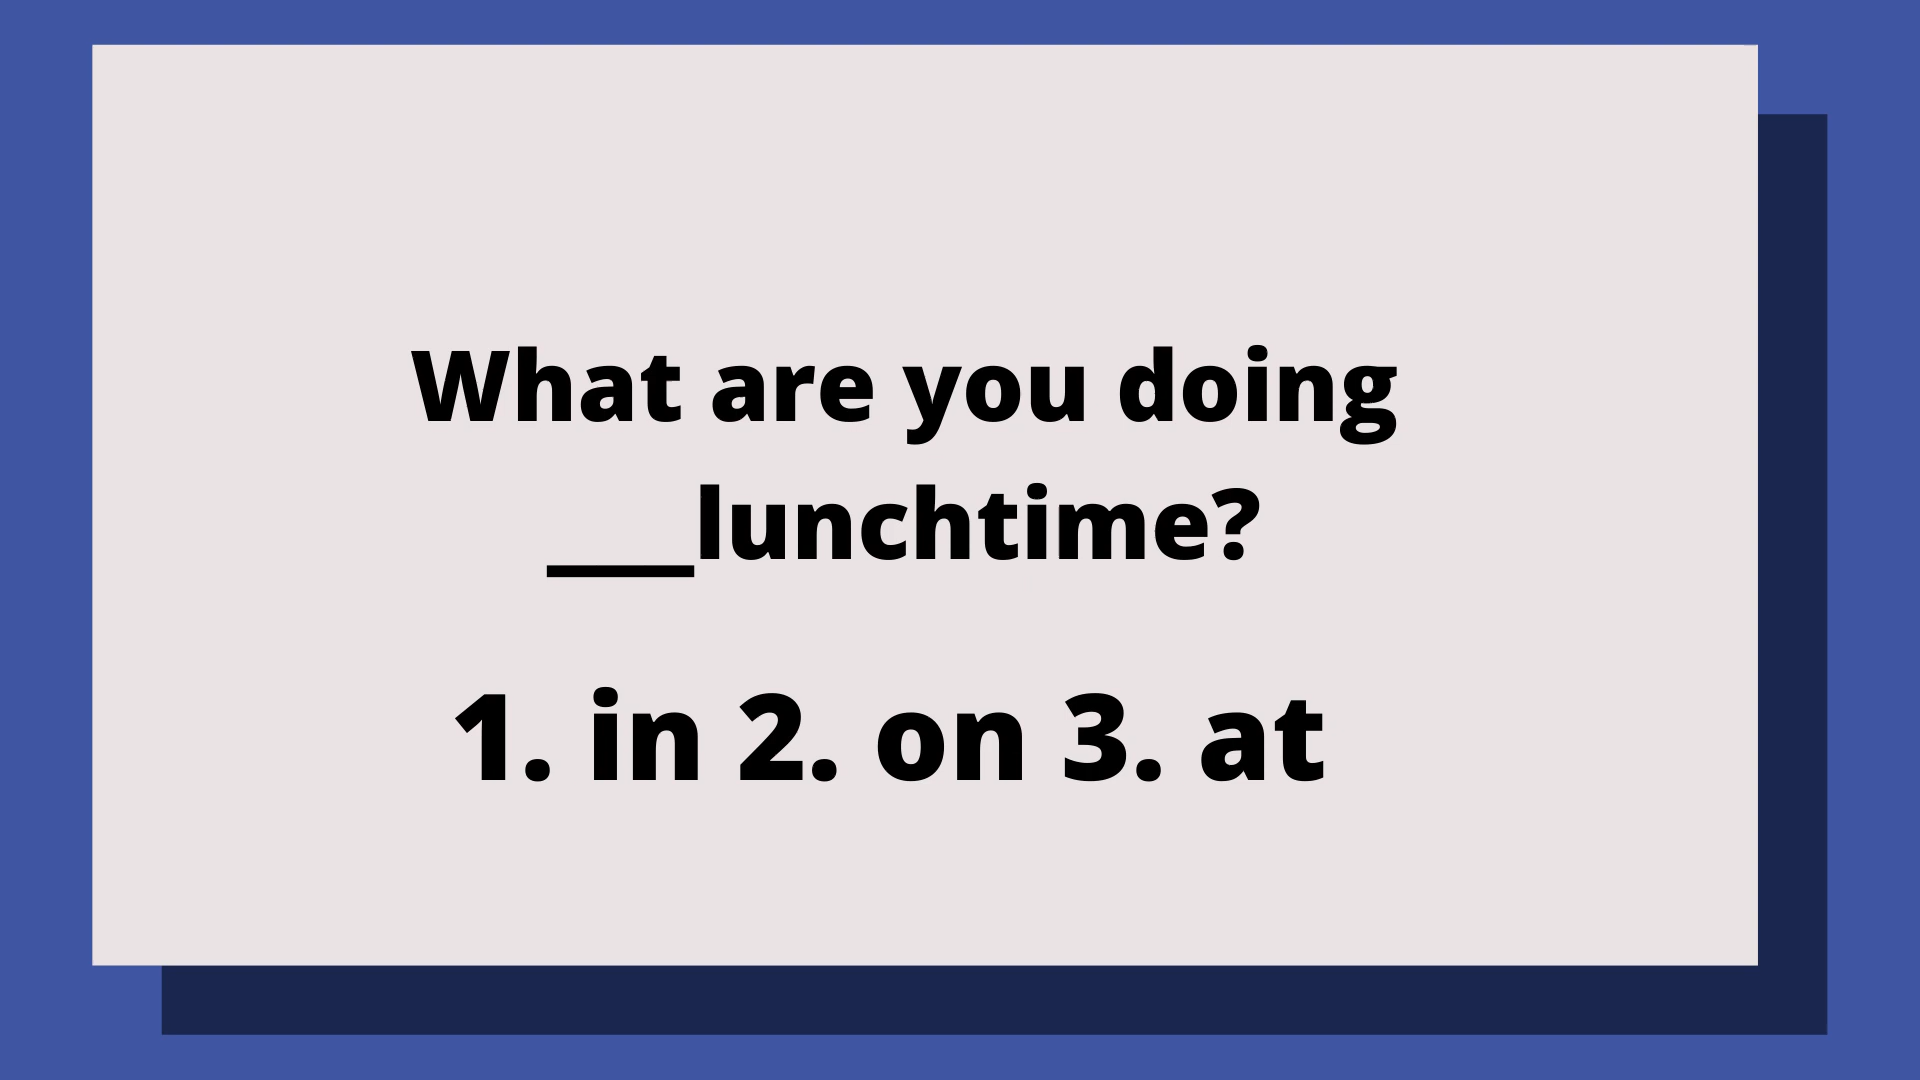 What are you doing
___lunchtime?
1. in 2. on 3. at